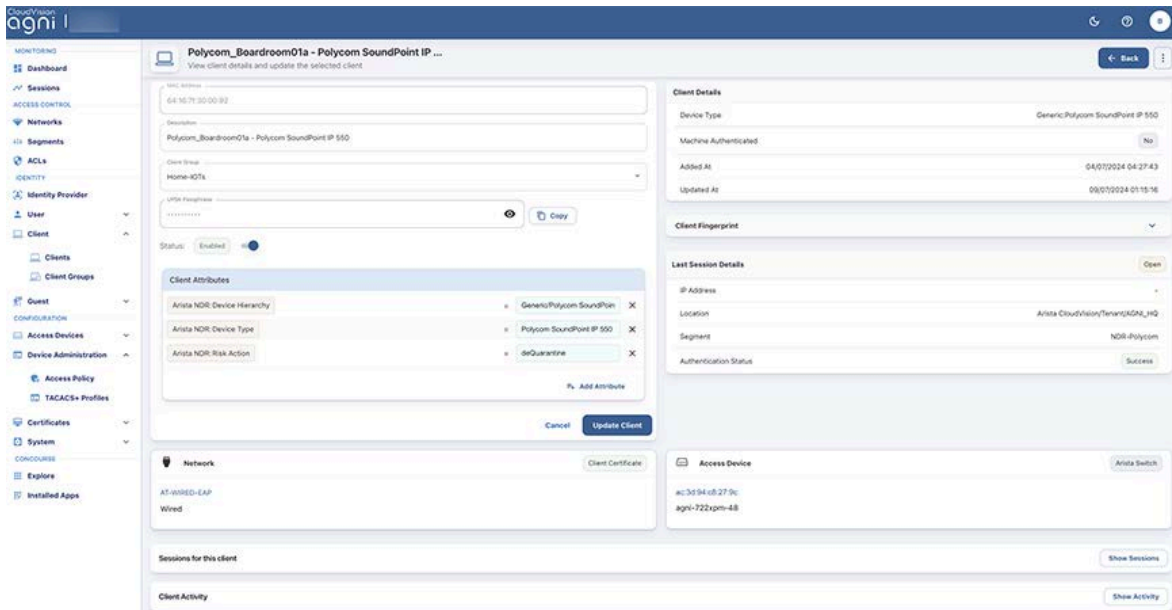 CloudVision
agni
MONITORING
Dashboard
Sessions
ACCESS CONTROL
Networks
Segments
ACLs
IDENTITY
Identity Provider
User
Client
Clients
Client Groups
Guest
CONFIGURATION
Access Devices
Device Administration
Access Policy
TACACS+ Profiles
Certificates
System
CONCOURSE
Explore
Installed Apps
Polycom_Boardroom01a - Polycom SoundPoint IP ...
View client details and update the selected client
Back
MAC Address
64:16:7f:30:00:92
Description
Polycom_Boardroom01a - Polycom SoundPoint IP 550
Client Group
Home-IOTs
UPSK Passphrase
Copy
Status: Enabled
Client Attributes
Arista NDR: Device Hierarchy = Generic/Polycom SoundPoin
Arista NDR: Device Type = Polycom SoundPoint IP 550
Arista NDR: Risk Action = deQuarantine
Add Attribute
Cancel Update Client
Client Details
Device Type Generic:Polycom SoundPoint IP 550
Machine Authenticated No
Added At 04/07/2024 04:27:43
Updated At 09/07/2024 01:15:16
Client Fingerprint
Last Session Details Open
IP Address -
Location Arista CloudVision/Tenant/AGNI_HQ
Segment NDR-Polycom
Authentication Status Success
Network Client Certificate
AT-WIRED-EAP
Wired
Access Device Arista Switch
ac:3d:94:c8:27:9c
agni-722xpm-48
Sessions for this client Show Sessions
Client Activity Show Activity